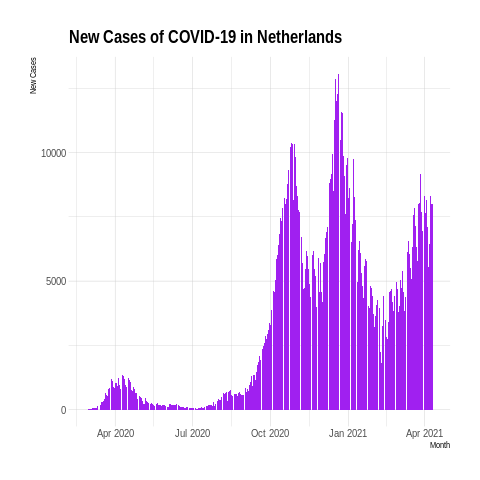 New Cases of COVID-19 in Netherlands
New Cases
10000
5000
0
Apr 2020 Jul 2020 Oct 2020 Jan 2021 Apr 2021
Month